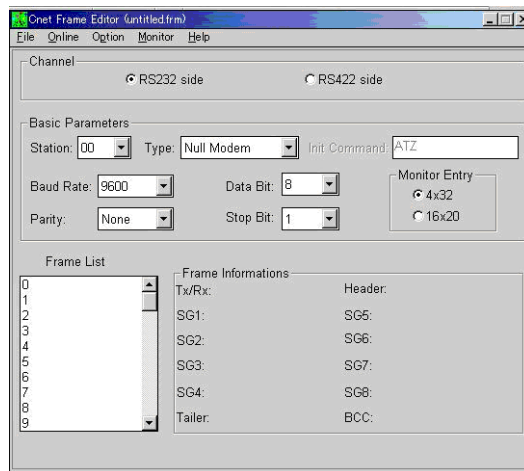 Cnet Frame Editor (untitled.frm)
File Online Option Monitor Help
Channel
RS232 side RS422 side
Basic Parameters
Station: 00 Type: Null Modem Init Command: ATZ
Baud Rate: 9600 Data Bit: 8 Monitor Entry
4x32
Parity: None Stop Bit: 1 16x20
Frame List
Frame Informations
0 Tx/Rx: Header:
1
2 SG1: SG5:
3
4 SG2: SG6:
5
6 SG3: SG7:
7
8 SG4: SG8:
9 Tailer: BCC: